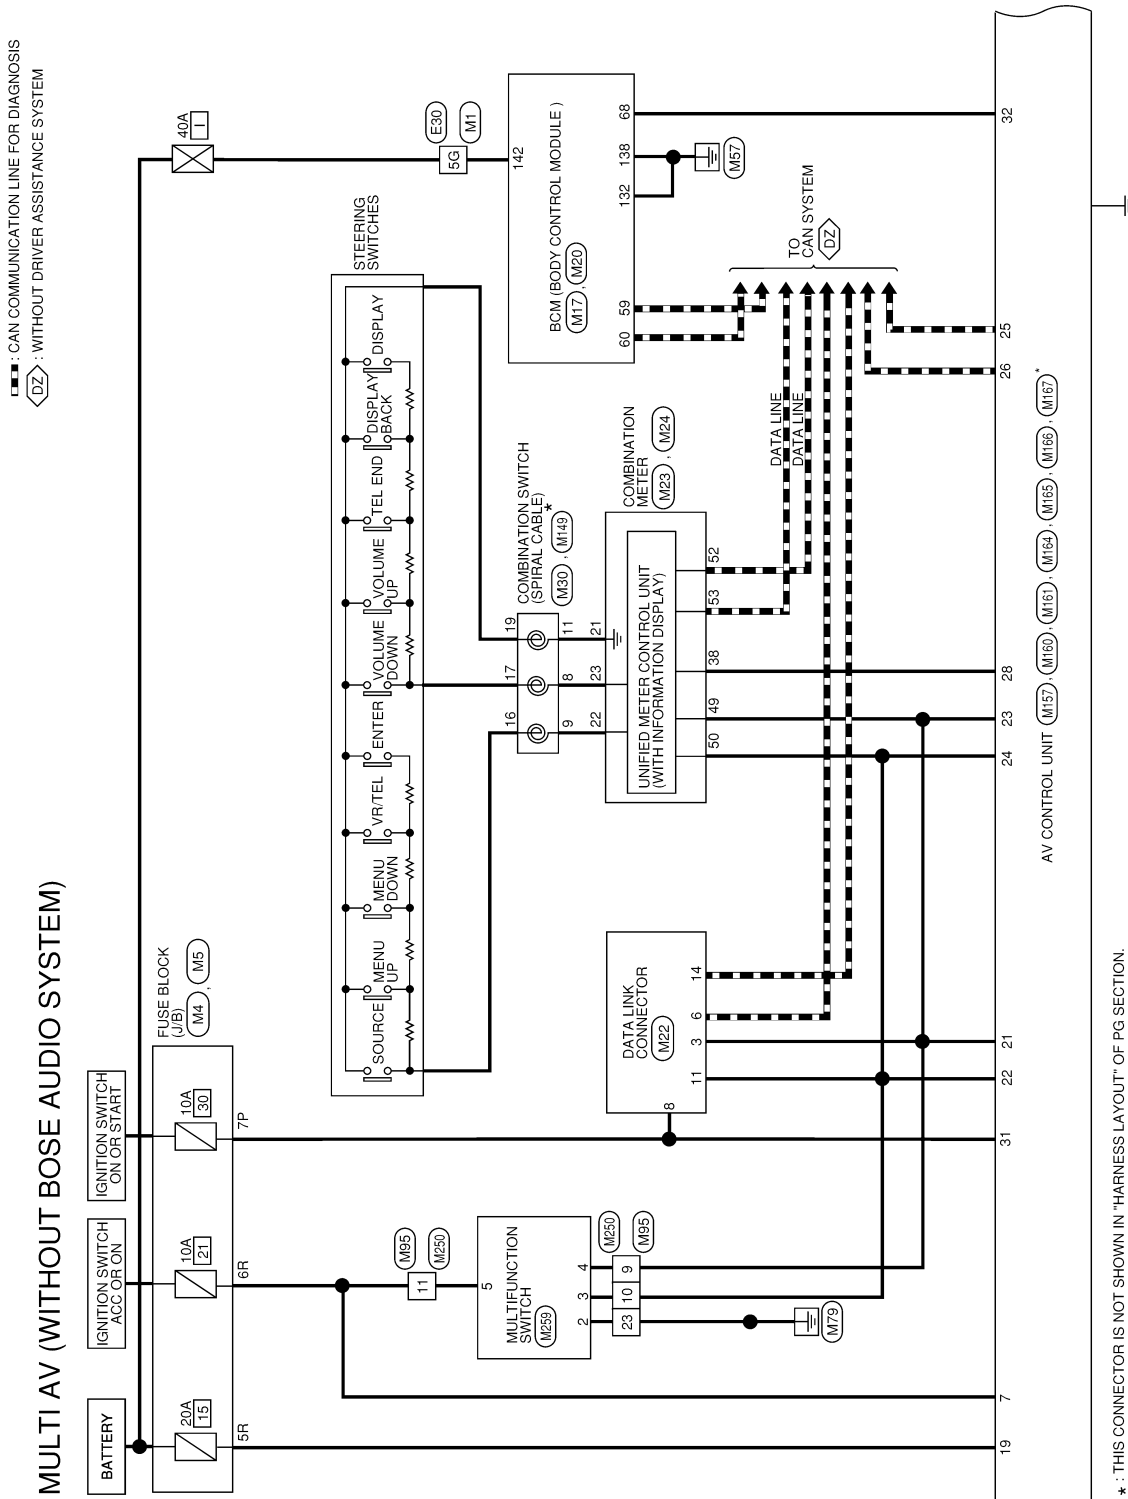 MULTI AV (WITHOUT BOSE AUDIO SYSTEM)
: CAN COMMUNICATION LINE FOR DIAGNOSIS
DZ : WITHOUT DRIVER ASSISTANCE SYSTEM
BATTERY
IGNITION SWITCH
ACC OR ON
IGNITION SWITCH
ON OR START
FUSE BLOCK
(J/B)
M4 , M5
20A
15
10A
21
10A
30
40A
I
5R
6R
7P
STEERING
SWITCHES
SOURCE
MENU
UP
MENU
DOWN
VR/TEL
ENTER
VOLUME
DOWN
VOLUME
UP
TEL END
DISPLAY
BACK
DISPLAY
M95
11
M250
E30
5G
M1
5
MULTIFUNCTION
SWITCH
M259
2 3 4
23 10 9
M250
M95
M79
COMBINATION SWITCH
(SPIRAL CABLE)
M30 , M149 *
16 17 19
9 8 11
22 23 21
COMBINATION
METER
M23 , M24
UNIFIED METER CONTROL UNIT
(WITH INFORMATION DISPLAY)
50 49 38 53 52
8
DATA LINK
CONNECTOR
M22
11 3 6 14
142
BCM (BODY CONTROL MODULE )
M17 , M20
60 59 132 138 68
M57
DATA LINE
DATA LINE
TO
CAN SYSTEM
DZ
19 7 31 22 21 24 23 28 26 25 32
AV CONTROL UNIT M157 , M160 , M161 , M164 , M165 , M166 , M167 *
* : THIS CONNECTOR IS NOT SHOWN IN "HARNESS LAYOUT" OF PG SECTION.